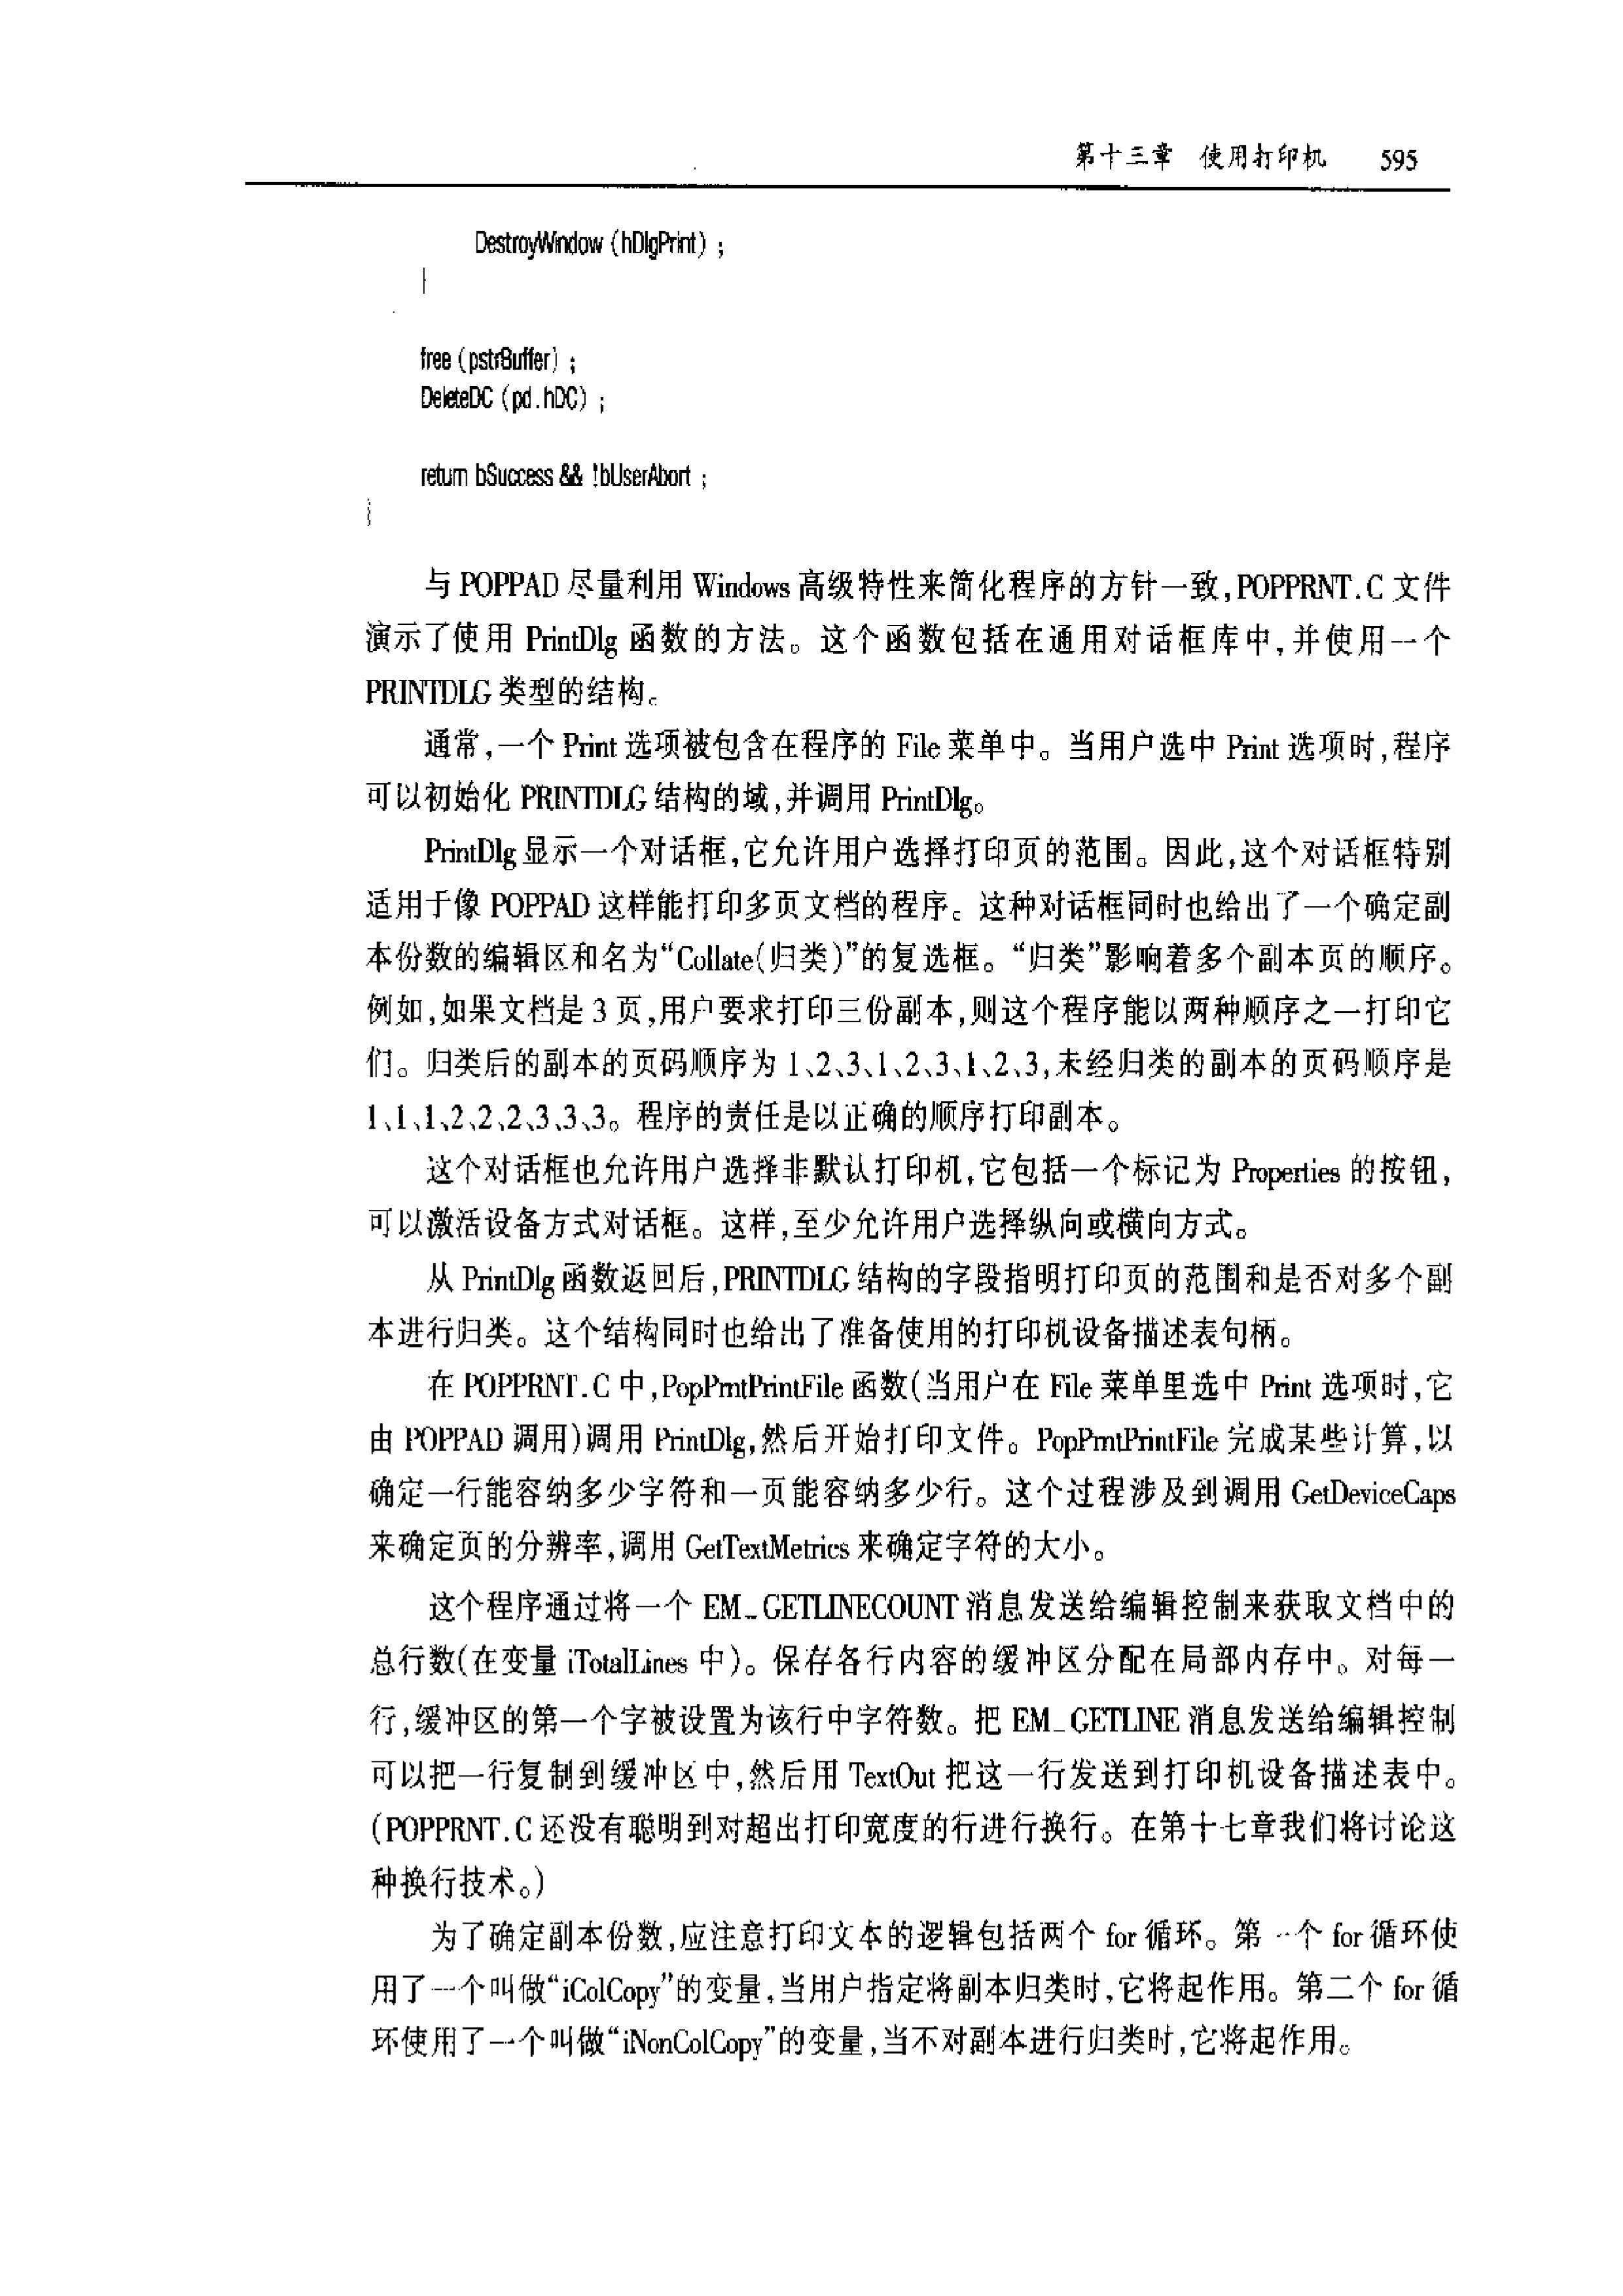 第十三章 使用打印机 595
DestroyWindow (hDlgPrint) ;
}
free (pstrBuffer) ;
DeleteDC (pd.hDC) ;
return bSuccess && !bUserAbort ;
}
与 POPPAD 尽量利用 Windows 高级特性来简化程序的方针一致,POPPRNT.C 文件
演示了使用 PrintDlg 函数的方法。这个函数包括在通用对话框库中,并使用一个
PRINTDLG 类型的结构。
通常,一个 Print 选项被包含在程序的 File 菜单中。当用户选中 Print 选项时,程序
可以初始化 PRINTDLG 结构的域,并调用 PrintDlg。
PrintDlg 显示一个对话框,它允许用户选择打印页的范围。因此,这个对话框特别
适用于像 POPPAD 这样能打印多页文档的程序。这种对话框同时也给出了一个确定副
本份数的编辑区和名为“Collate(归类)”的复选框。“归类”影响着多个副本页的顺序。
例如,如果文档是 3 页,用户要求打印三份副本,则这个程序能以两种顺序之一打印它
们。归类后的副本的页码顺序为 1、2、3、1、2、3、1、2、3,未经归类的副本的页码顺序是
1、1、1、2、2、2、3、3、3。程序的责任是以正确的顺序打印副本。
这个对话框也允许用户选择非默认打印机,它包括一个标记为 Properties 的按钮,
可以激活设备方式对话框。这样,至少允许用户选择纵向或横向方式。
从 PrintDlg 函数返回后,PRINTDLG 结构的字段指明打印页的范围和是否对多个副
本进行归类。这个结构同时也给出了准备使用的打印机设备描述表句柄。
在 POPPRNT.C 中,PopPrntPrintFile 函数(当用户在 File 菜单里选中 Print 选项时,它
由 POPPAD 调用)调用 PrintDlg,然后开始打印文件。PopPrntPrintFile 完成某些计算,以
确定一行能容纳多少字符和一页能容纳多少行。这个过程涉及到调用 GetDeviceCaps
来确定页的分辨率,调用 GetTextMetrics 来确定字符的大小。
这个程序通过将一个 EM_GETLINECOUNT 消息发送给编辑控制来获取文档中的
总行数(在变量 iTotalLines 中)。保存各行内容的缓冲区分配在局部内存中。对每一
行,缓冲区的第一个字被设置为该行中字符数。把 EM_GETLINE 消息发送给编辑控制
可以把一行复制到缓冲区中,然后用 TextOut 把这一行发送到打印机设备描述表中。
(POPPRNT.C 还没有聪明到对超出打印宽度的行进行换行。在第十七章我们将讨论这
种换行技术。)
为了确定副本份数,应注意打印文本的逻辑包括两个 for 循环。第一个 for 循环使
用了一个叫做“iColCopy”的变量,当用户指定将副本归类时,它将起作用。第二个 for 循
环使用了一个叫做“iNonColCopy”的变量,当不对副本进行归类时,它将起作用。